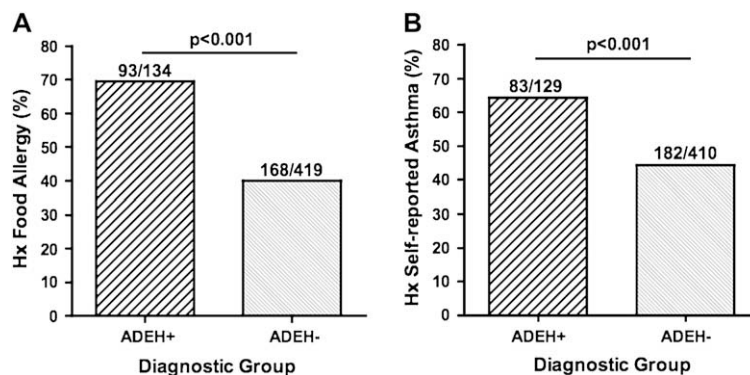 A
p<0.001
Hx Food Allergy (%)
80
70
60
50
40
30
20
10
0
93/134
168/419
ADEH+ ADEH-
Diagnostic Group
B
p<0.001
Hx Self-reported Asthma (%)
80
70
60
50
40
30
20
10
0
83/129
182/410
ADEH+ ADEH-
Diagnostic Group